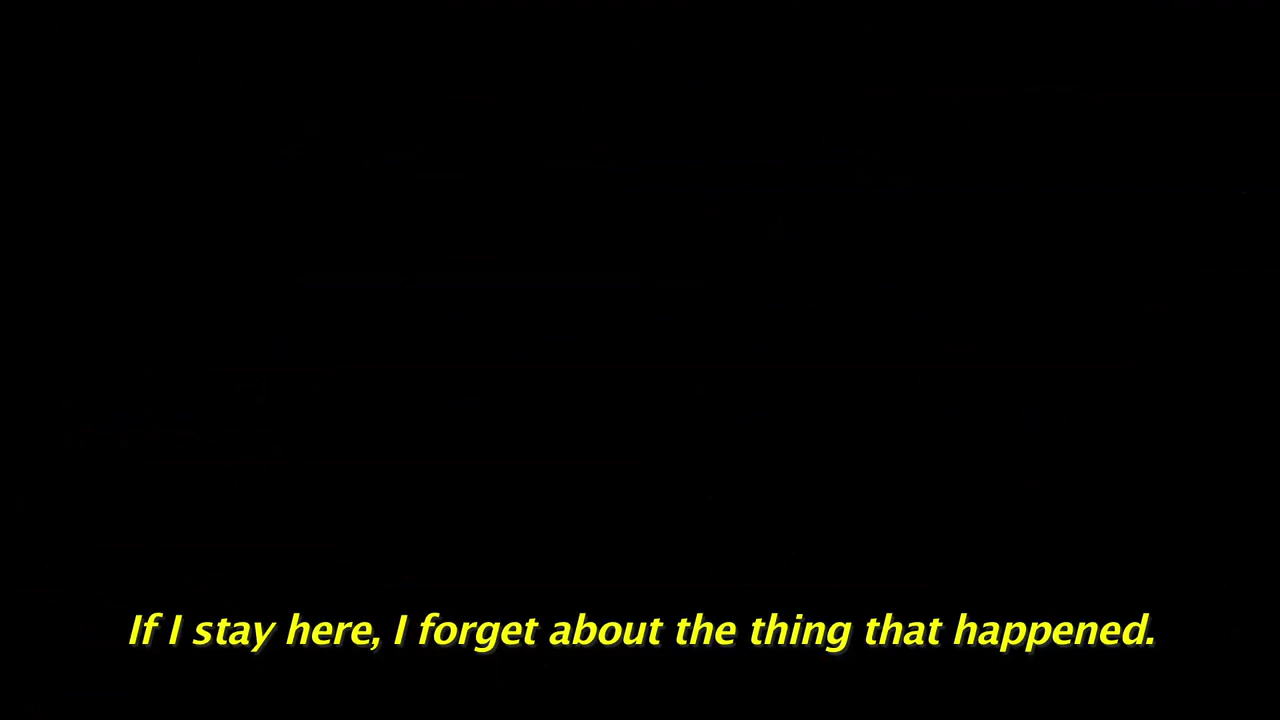 If I stay here, I forget about the thing that happened.